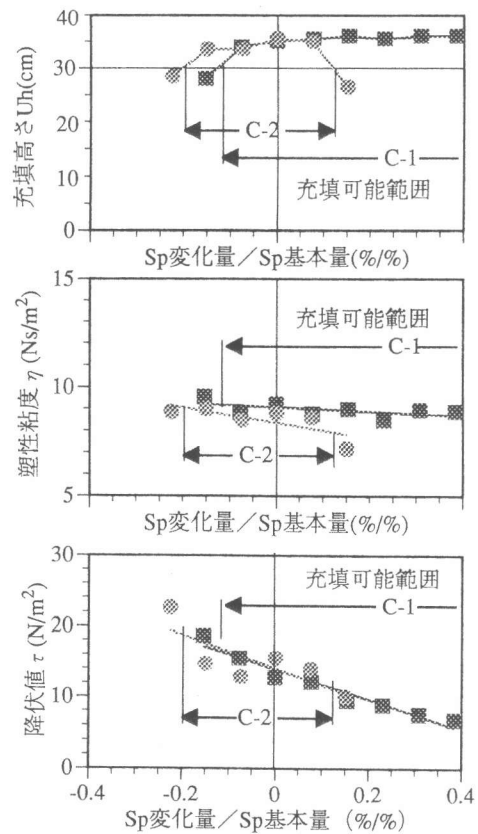 40
30
20
10
0
充填高さUh(cm)
C-2
C-1
充填可能範囲
Sp変化量／Sp基本量(%/%)
15
10
5
塑性粘度 η (Ns/m²)
充填可能範囲
C-1
C-2
Sp変化量／Sp基本量(%/%)
30
20
10
0
降伏値 τ (N/m²)
充填可能範囲
C-1
C-2
-0.4 -0.2 0 0.2 0.4
Sp変化量／Sp基本量 (%/%)